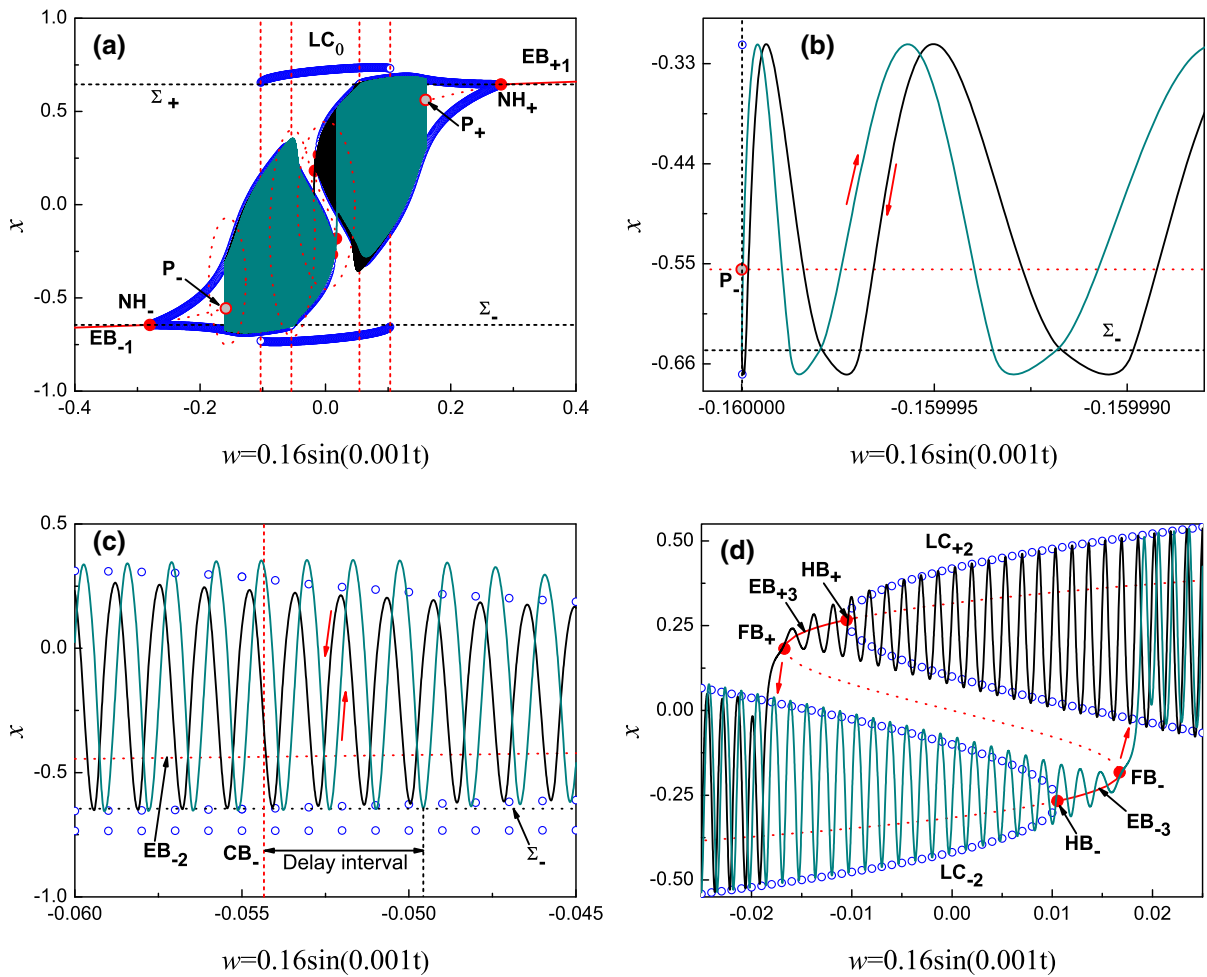 (a)
LC0
EB+1
Σ+
NH+
P+
P-
NH-
EB-1
Σ-
x
1.0
0.5
0.0
-0.5
-1.0
-0.4 -0.2 0.0 0.2 0.4
w=0.16sin(0.001t)
(b)
P-
Σ-
x
-0.33
-0.44
-0.55
-0.66
-0.160000 -0.159995 -0.159990
w=0.16sin(0.001t)
(c)
EB-2
CB-
Delay interval
Σ-
x
0.5
0.0
-0.5
-1.0
-0.060 -0.055 -0.050 -0.045
w=0.16sin(0.001t)
(d)
LC+2
HB+
EB+3
FB+
FB-
EB-3
HB-
LC-2
x
0.50
0.25
0.00
-0.25
-0.50
-0.02 -0.01 0.00 0.01 0.02
w=0.16sin(0.001t)